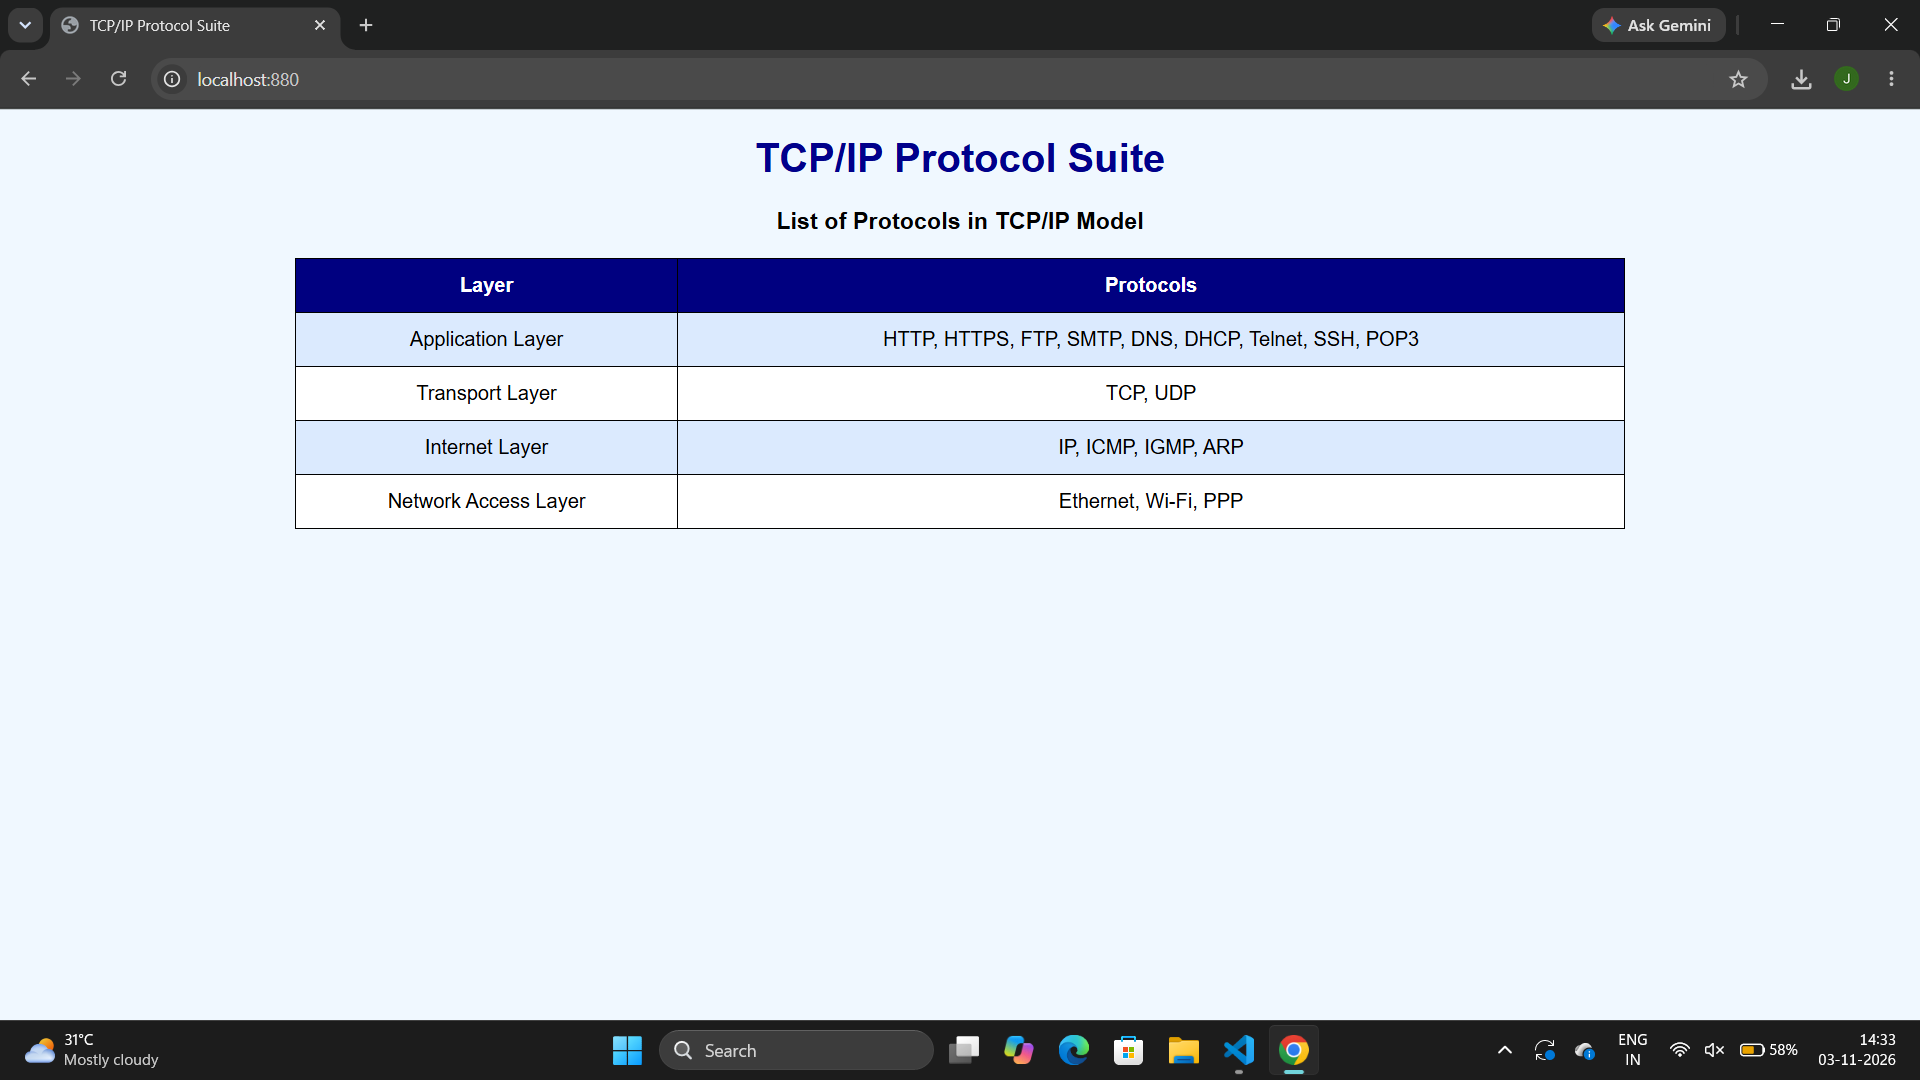 TCP/IP Protocol Suite
Ask Gemini
localhost:880
J
TCP/IP Protocol Suite
List of Protocols in TCP/IP Model
Layer Protocols
Application Layer HTTP, HTTPS, FTP, SMTP, DNS, DHCP, Telnet, SSH, POP3
Transport Layer TCP, UDP
Internet Layer IP, ICMP, IGMP, ARP
Network Access Layer Ethernet, Wi-Fi, PPP
31°C
Mostly cloudy
Search
ENG
IN
58%
14:33
03-11-2026